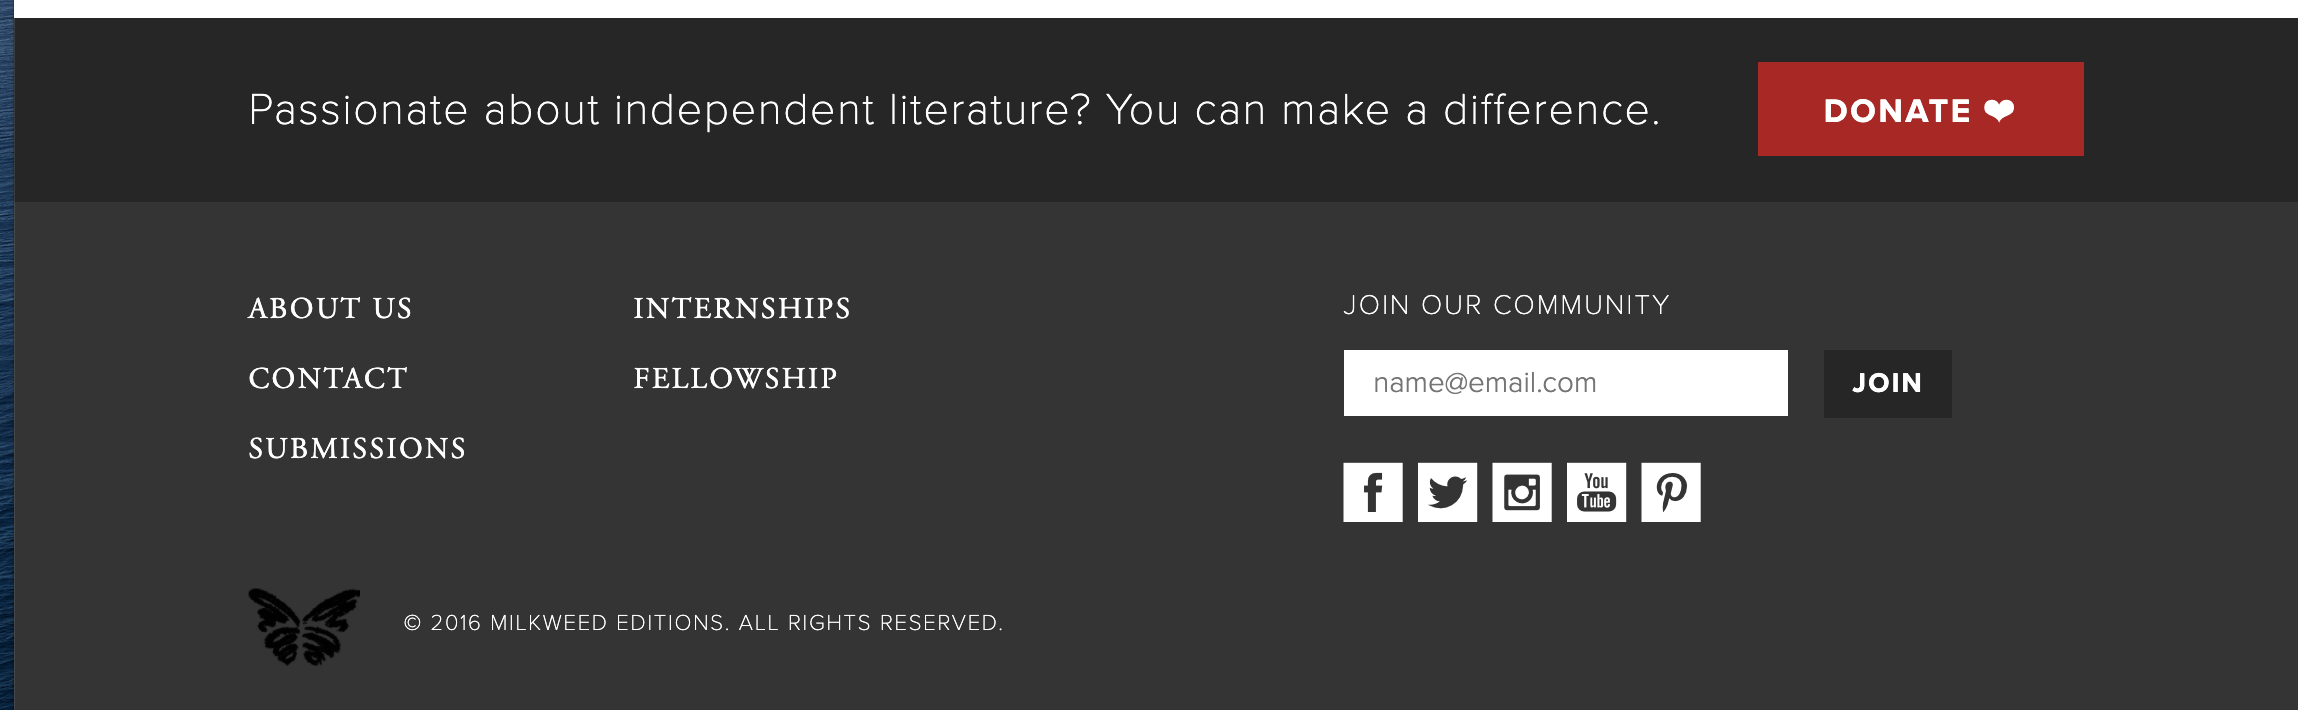 Passionate about independent literature? You can make a difference.
DONATE ❤
ABOUT US
CONTACT
SUBMISSIONS
INTERNSHIPS
FELLOWSHIP
JOIN OUR COMMUNITY
name@email.com
JOIN
You
Tube
© 2016 MILKWEED EDITIONS. ALL RIGHTS RESERVED.